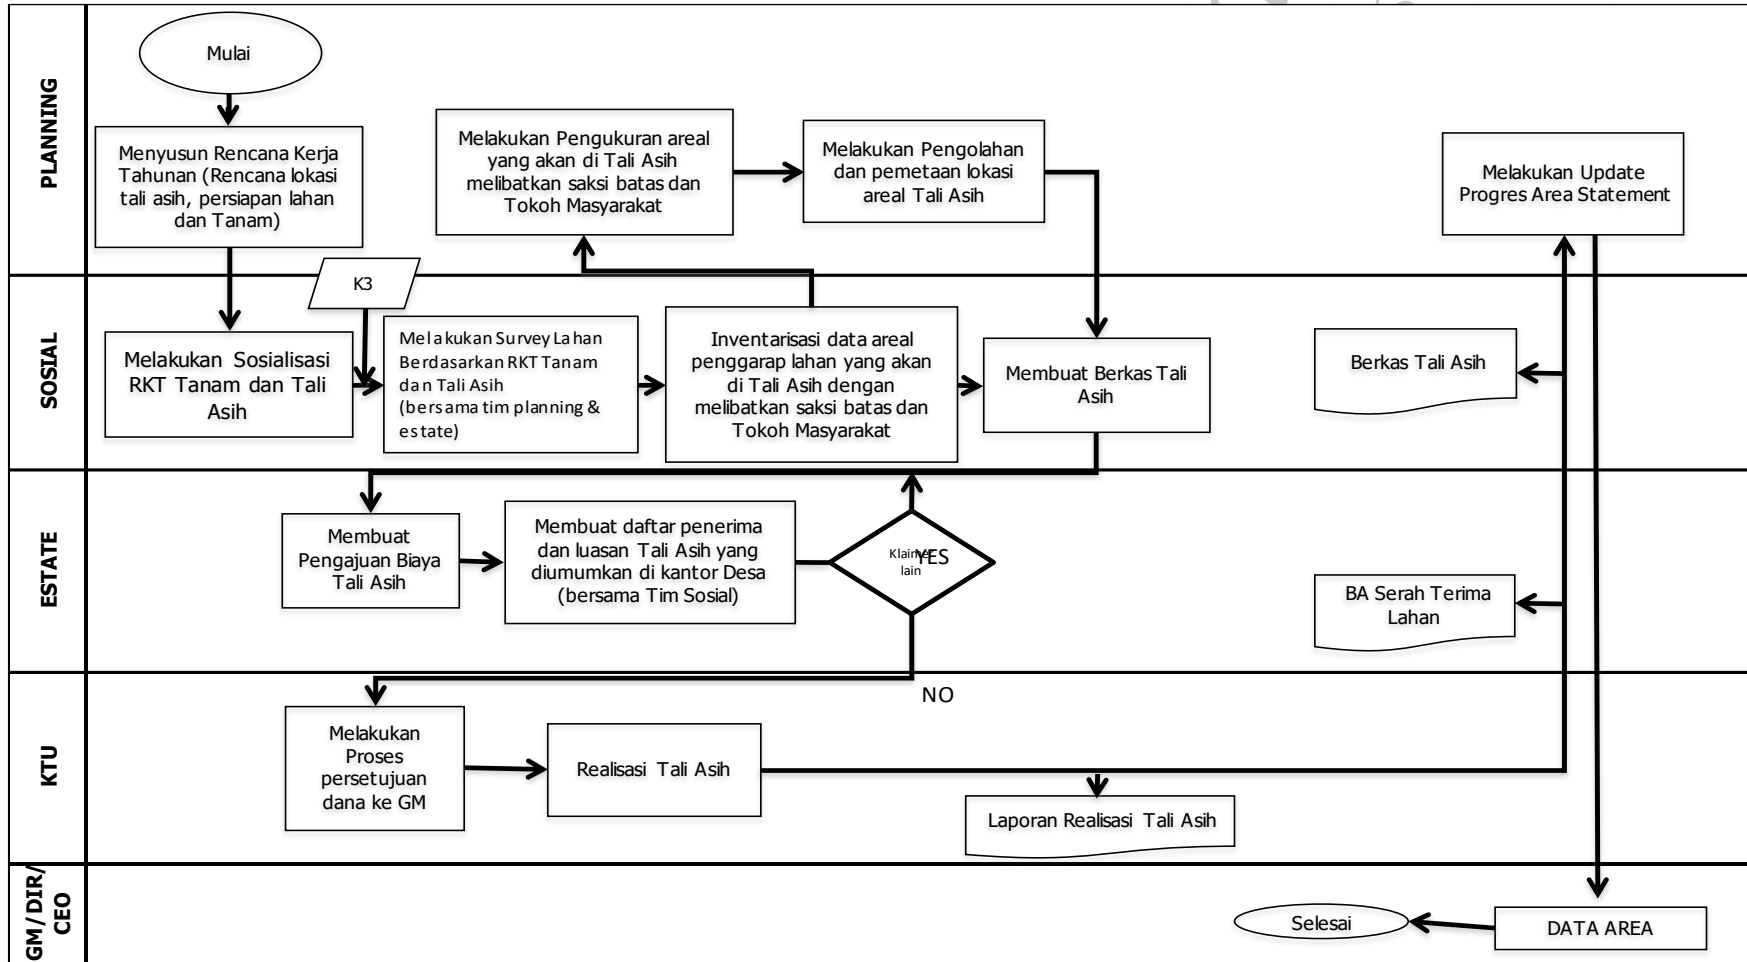 PLANNING
Mulai
Menyusun Rencana Kerja
Tahunan (Rencana lokasi
tali asih, persiapan lahan
dan Tanam)
Melakukan Pengukuran areal
yang akan di Tali Asih
melibatkan saksi batas dan
Tokoh Masyarakat
Melakukan Pengolahan
dan pemetaan lokasi
areal Tali Asih
Melakukan Update
Progres Area Statement
SOSIAL
K3
Melakukan Sosialisasi
RKT Tanam dan Tali
Asih
Melakukan Survey Lahan
Berdasarkan RKT Tanam
dan Tali Asih
(bersama tim planning &
estate)
Inventarisasi data areal
penggarap lahan yang akan
di Tali Asih dengan
melibatkan saksi batas dan
Tokoh Masyarakat
Membuat Berkas Tali
Asih
Berkas Tali Asih
ESTATE
Membuat
Pengajuan Biaya
Tali Asih
Membuat daftar penerima
dan luasan Tali Asih yang
diumumkan di kantor Desa
(bersama Tim Sosial)
lain
YES
BA Serah Terima
Lahan
KTU
NO
Melakukan
Proses
persetujuan
dana ke GM
Realisasi Tali Asih
Laporan Realisasi Tali Asih
GM/DIR/
CEO
Selesai
DATA AREA